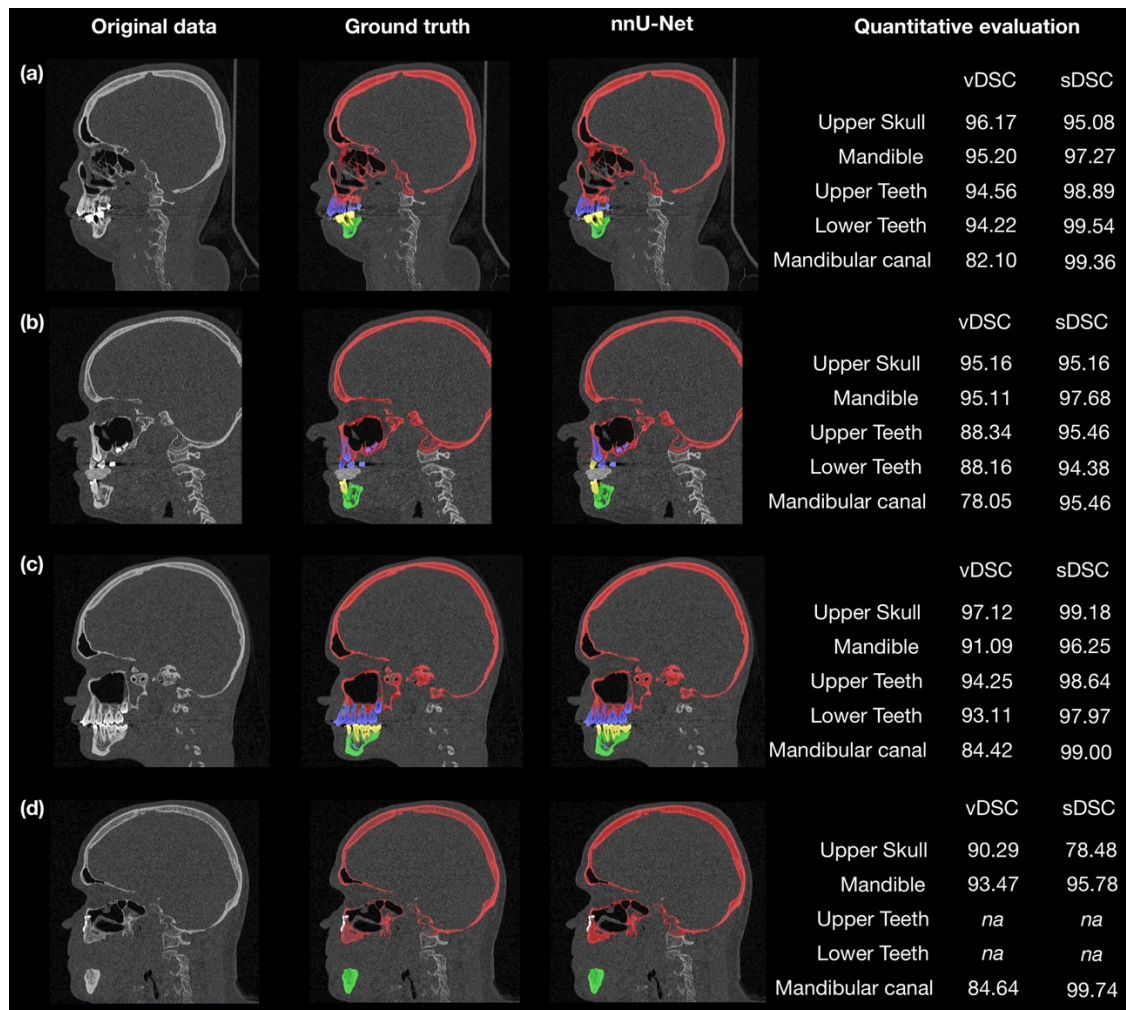 Original data Ground truth nnU-Net Quantitative evaluation
(a)
vDSC sDSC
Upper Skull 96.17 95.08
Mandible 95.20 97.27
Upper Teeth 94.56 98.89
Lower Teeth 94.22 99.54
Mandibular canal 82.10 99.36
(b)
vDSC sDSC
Upper Skull 95.16 95.16
Mandible 95.11 97.68
Upper Teeth 88.34 95.46
Lower Teeth 88.16 94.38
Mandibular canal 78.05 95.46
(c)
vDSC sDSC
Upper Skull 97.12 99.18
Mandible 91.09 96.25
Upper Teeth 94.25 98.64
Lower Teeth 93.11 97.97
Mandibular canal 84.42 99.00
(d)
vDSC sDSC
Upper Skull 90.29 78.48
Mandible 93.47 95.78
Upper Teeth na na
Lower Teeth na na
Mandibular canal 84.64 99.74